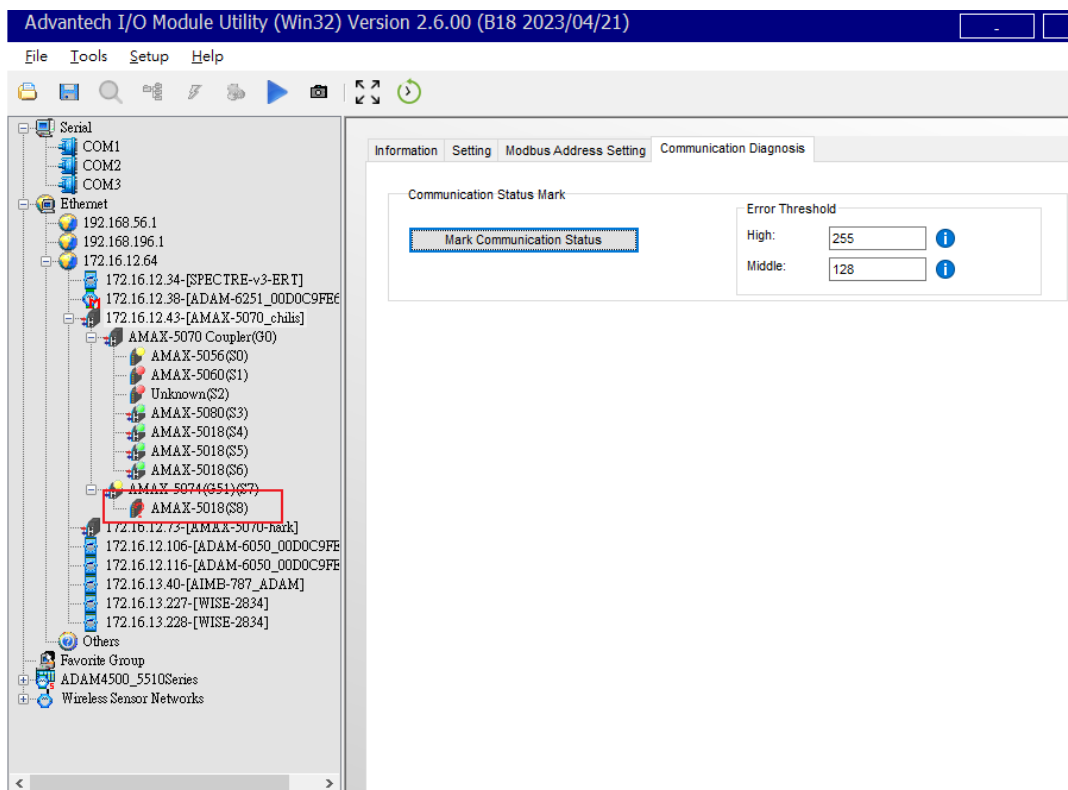 Advantech I/O Module Utility (Win32) Version 2.6.00 (B18 2023/04/21)
File Tools Setup Help
Serial
COM1
COM2
COM3
Ethernet
192.168.56.1
192.168.196.1
172.16.12.64
172.16.12.34-[SPECTRE-v3-ERT]
172.16.12.38-[ADAM-6251_00D0C9FE6
172.16.12.43-[AMAX-5070_chilis]
AMAX-5070 Coupler(G0)
AMAX-5056(S0)
AMAX-5060(S1)
Unknown(S2)
AMAX-5080(S3)
AMAX-5018(S4)
AMAX-5018(S5)
AMAX-5018(S6)
AMAX-5074(G51)(S7)
AMAX-5018(S8)
172.16.12.73-[AMAX-5070-hark]
172.16.12.106-[ADAM-6050_00D0C9FE
172.16.12.116-[ADAM-6050_00D0C9FE
172.16.13.40-[AIMB-787_ADAM]
172.16.13.227-[WISE-2834]
172.16.13.228-[WISE-2834]
Others
Favorite Group
ADAM4500_5510Series
Wireless Sensor Networks
Information Setting Modbus Address Setting Communication Diagnosis
Communication Status Mark
Mark Communication Status
Error Threshold
High: 255
Middle: 128